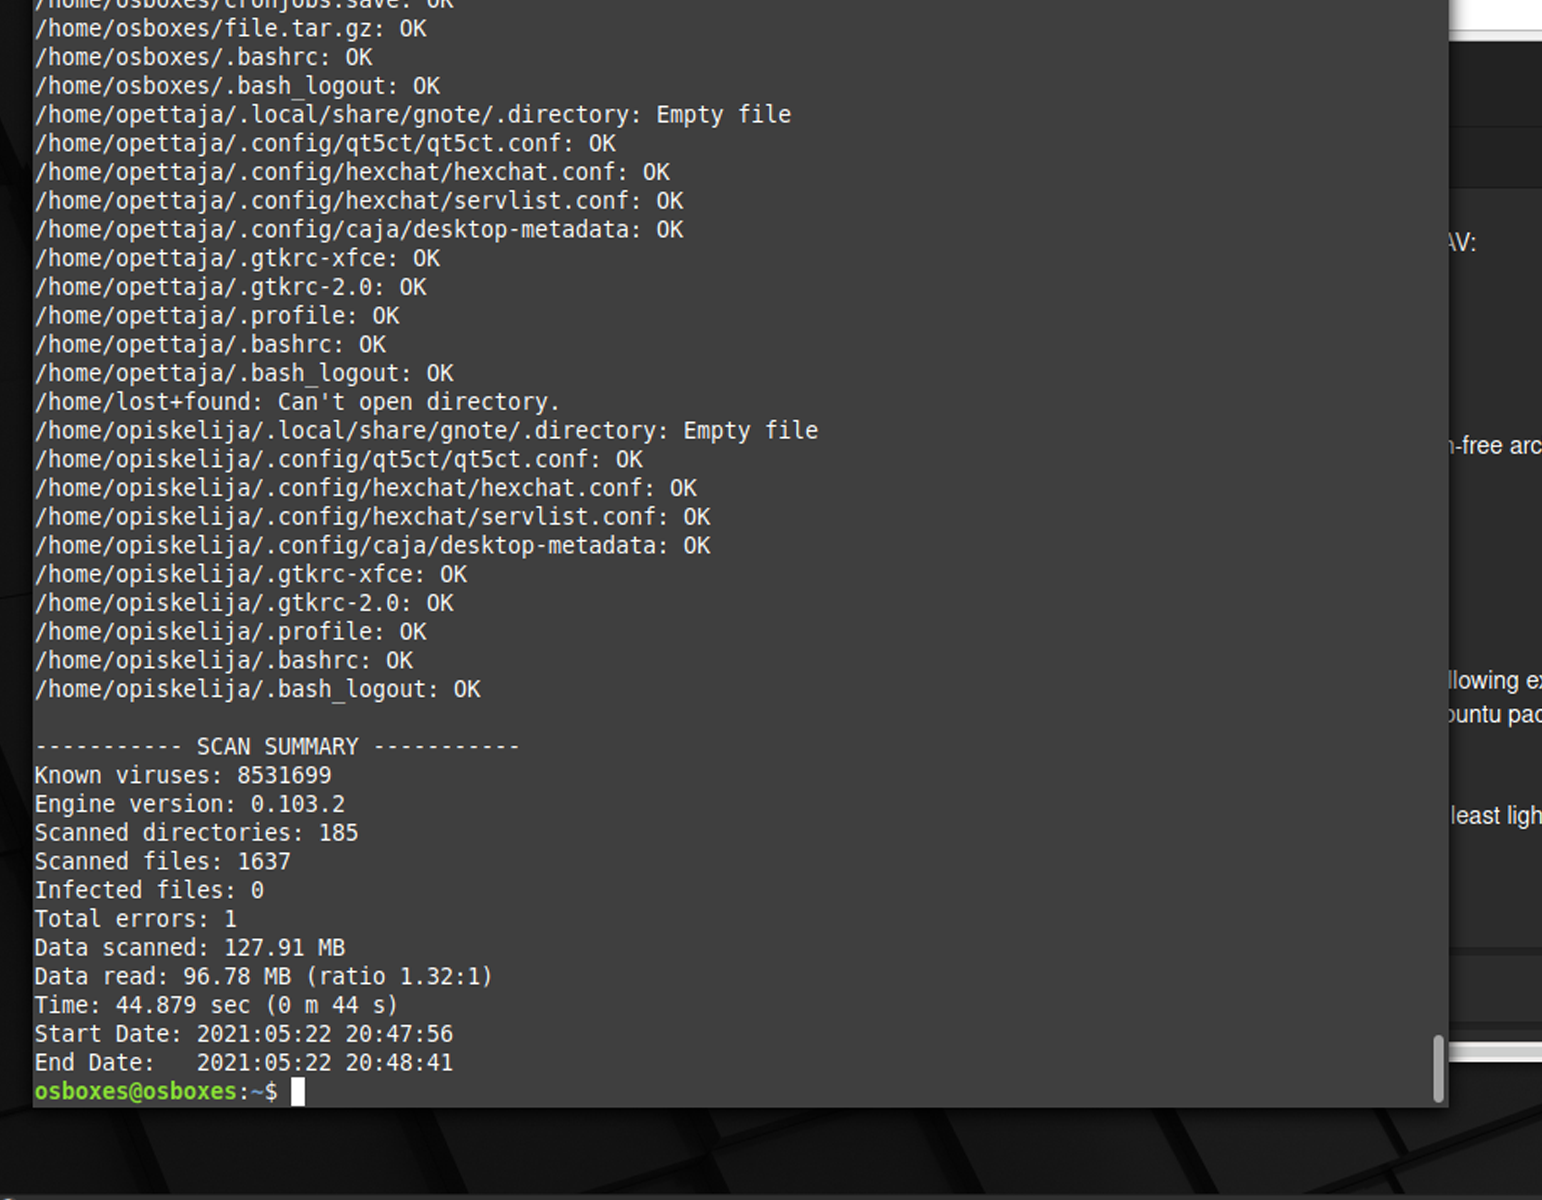 /home/osboxes/cronjobs.save: OK
/home/osboxes/file.tar.gz: OK
/home/osboxes/.bashrc: OK
/home/osboxes/.bash_logout: OK
/home/opettaja/.local/share/gnote/.directory: Empty file
/home/opettaja/.config/qt5ct/qt5ct.conf: OK
/home/opettaja/.config/hexchat/hexchat.conf: OK
/home/opettaja/.config/hexchat/servlist.conf: OK
/home/opettaja/.config/caja/desktop-metadata: OK
/home/opettaja/.gtkrc-xfce: OK
/home/opettaja/.gtkrc-2.0: OK
/home/opettaja/.profile: OK
/home/opettaja/.bashrc: OK
/home/opettaja/.bash_logout: OK
/home/lost+found: Can't open directory.
/home/opiskelija/.local/share/gnote/.directory: Empty file
/home/opiskelija/.config/qt5ct/qt5ct.conf: OK
/home/opiskelija/.config/hexchat/hexchat.conf: OK
/home/opiskelija/.config/hexchat/servlist.conf: OK
/home/opiskelija/.config/caja/desktop-metadata: OK
/home/opiskelija/.gtkrc-xfce: OK
/home/opiskelija/.gtkrc-2.0: OK
/home/opiskelija/.profile: OK
/home/opiskelija/.bashrc: OK
/home/opiskelija/.bash_logout: OK
----------- SCAN SUMMARY -----------
Known viruses: 8531699
Engine version: 0.103.2
Scanned directories: 185
Scanned files: 1637
Infected files: 0
Total errors: 1
Data scanned: 127.91 MB
Data read: 96.78 MB (ratio 1.32:1)
Time: 44.879 sec (0 m 44 s)
Start Date: 2021:05:22 20:47:56
End Date:   2021:05:22 20:48:41
osboxes@osboxes:~$
AV:
-free arc
llowing e
untu pac
least ligh